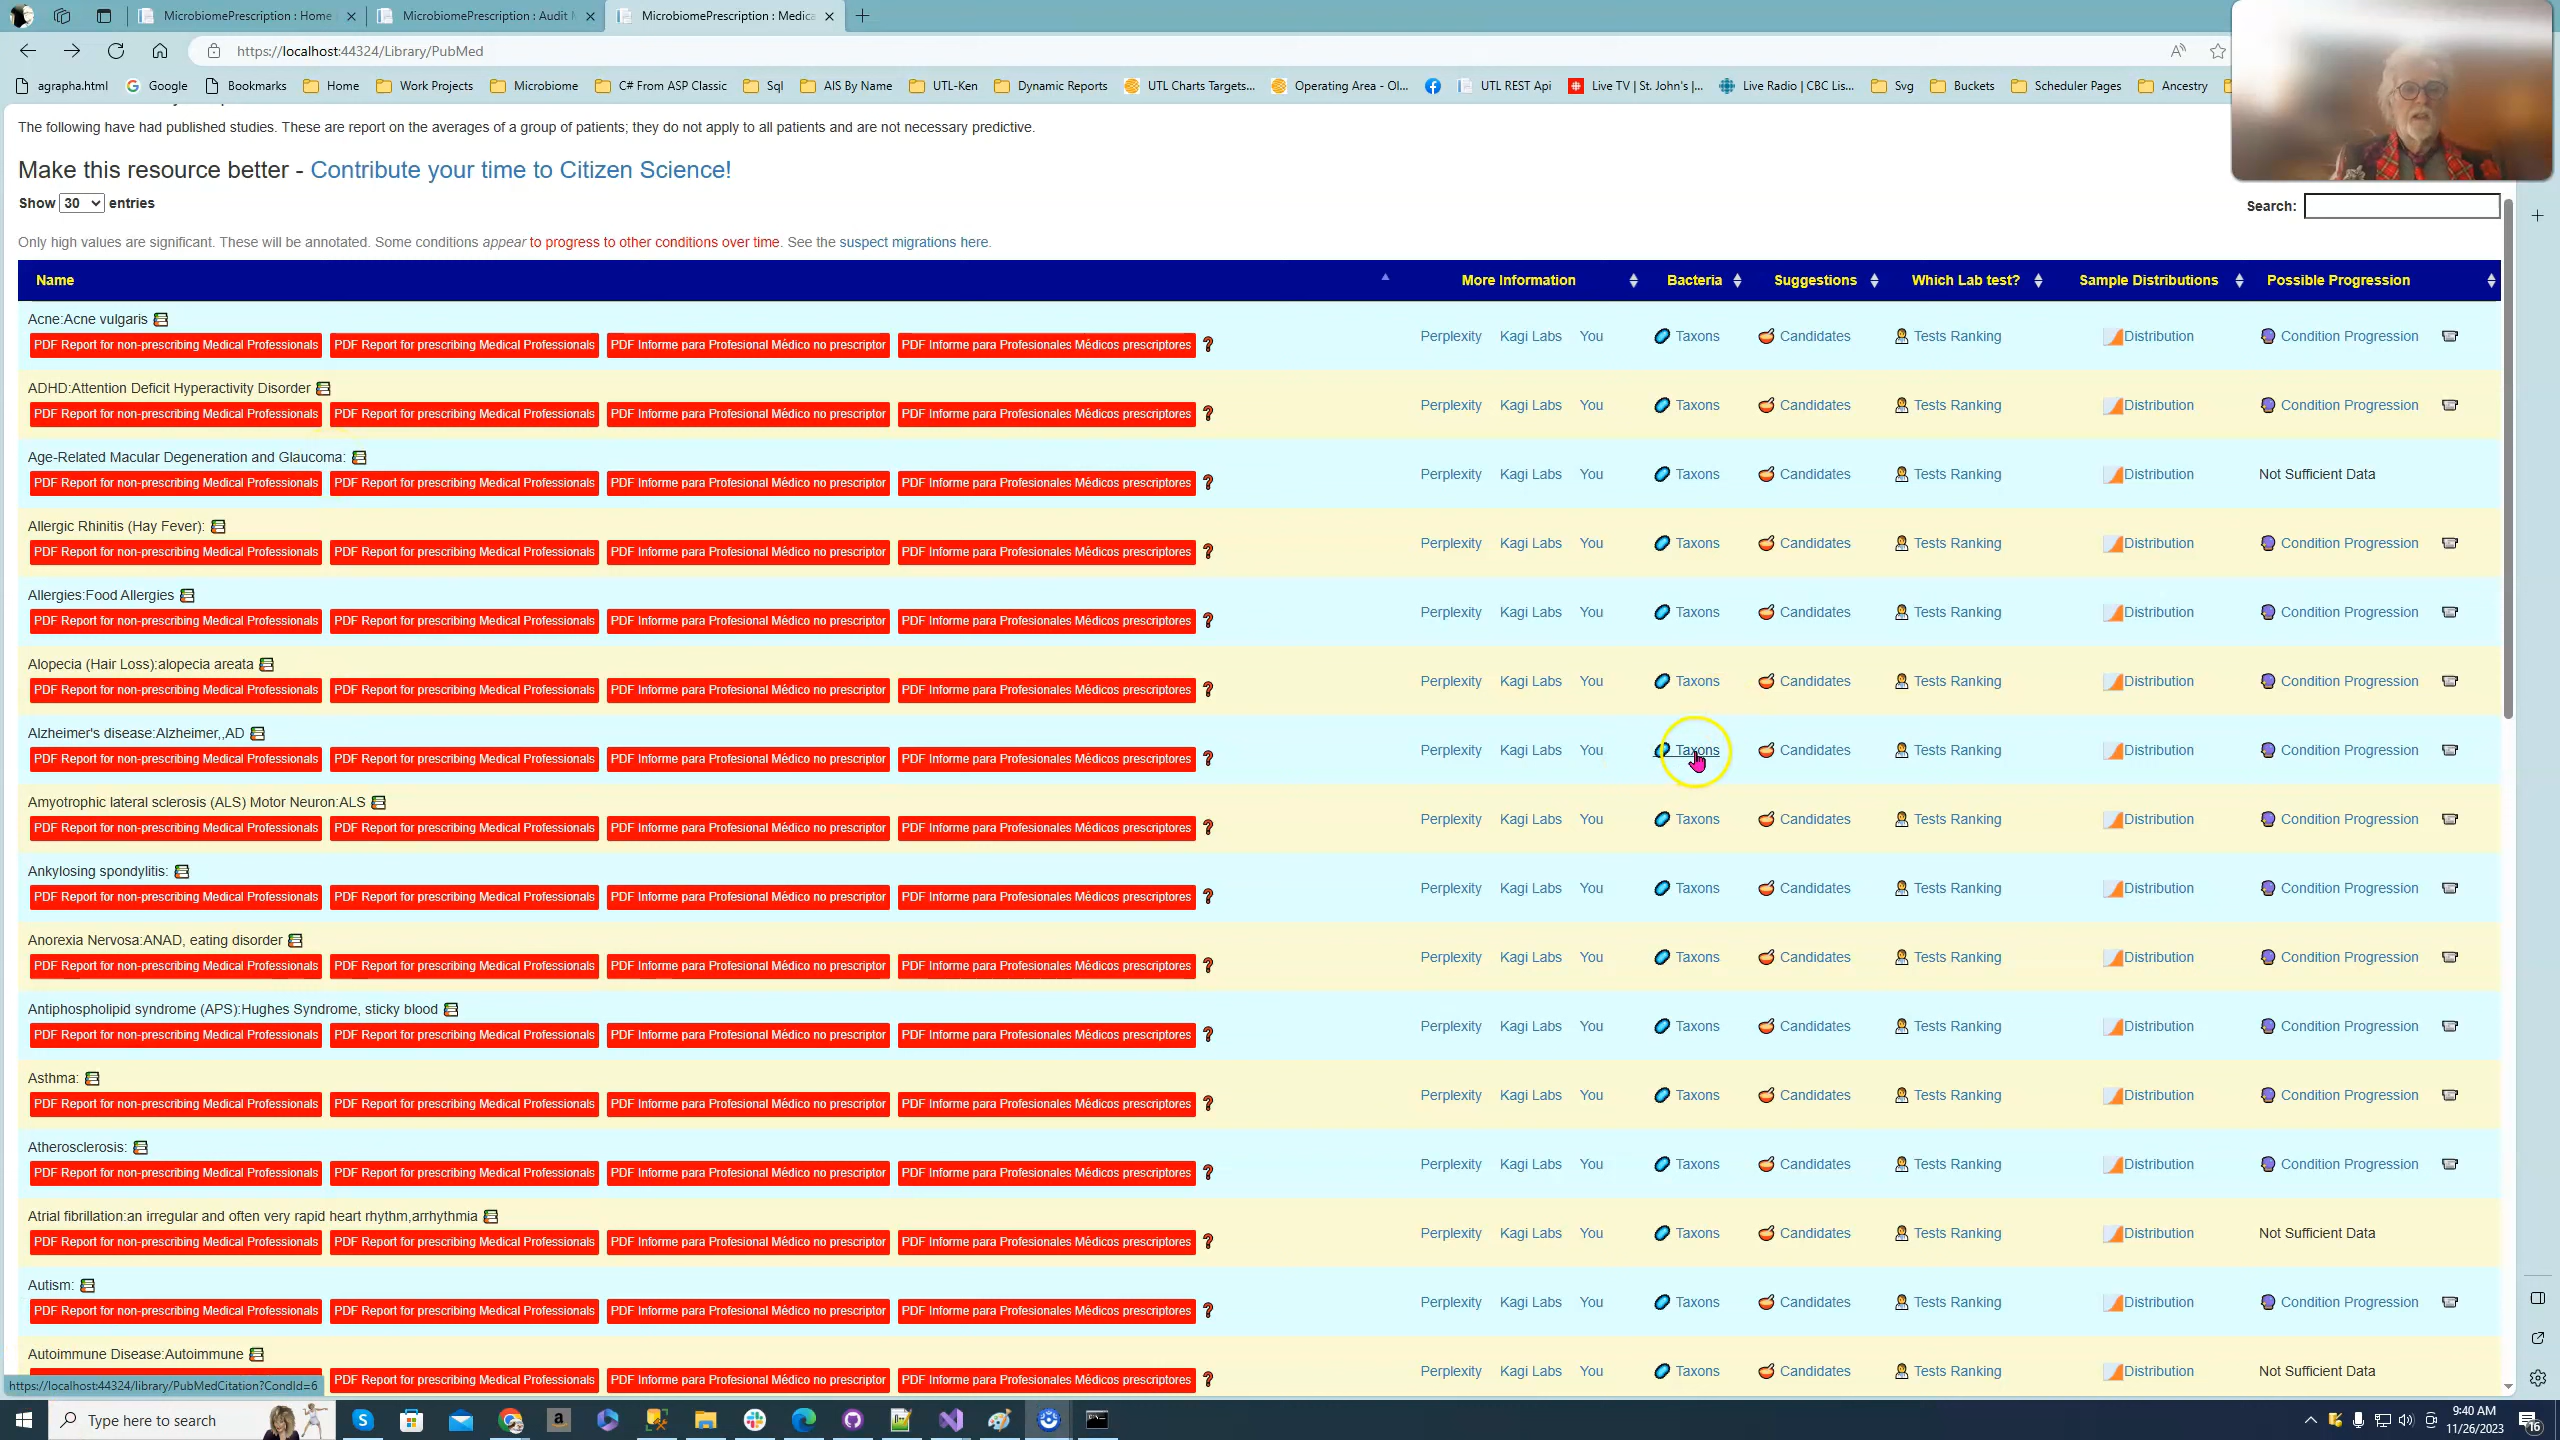 MicrobiomePrescription : Home
MicrobiomePrescription : Audit
MicrobiomePrescription : Medica
https://localhost:44324/Library/PubMed
agrapha.html Google Bookmarks Home Work Projects Microbiome C# From ASP Classic Sql AIS By Name UTL-Ken Dynamic Reports UTL Charts Targets... Operating Area - Ol... UTL REST Api Live TV | St. John's |... Live Radio | CBC Lis... Svg Buckets Scheduler Pages Ancestry
The following have had published studies. These are report on the averages of a group of patients; they do not apply to all patients and are not necessary predictive.
Make this resource better - Contribute your time to Citizen Science!
Show 30 entries
Search:
Only high values are significant. These will be annotated. Some conditions appear to progress to other conditions over time. See the suspect migrations here.
Name More Information Bacteria Suggestions Which Lab test? Sample Distributions Possible Progression
Acne:Acne vulgaris
PDF Report for non-prescribing Medical Professionals PDF Report for prescribing Medical Professionals PDF Informe para Profesional Médico no prescriptor PDF Informe para Profesionales Médicos prescriptores ? Perplexity Kagi Labs You Taxons Candidates Tests Ranking Distribution Condition Progression
ADHD:Attention Deficit Hyperactivity Disorder
PDF Report for non-prescribing Medical Professionals PDF Report for prescribing Medical Professionals PDF Informe para Profesional Médico no prescriptor PDF Informe para Profesionales Médicos prescriptores ? Perplexity Kagi Labs You Taxons Candidates Tests Ranking Distribution Condition Progression
Age-Related Macular Degeneration and Glaucoma:
PDF Report for non-prescribing Medical Professionals PDF Report for prescribing Medical Professionals PDF Informe para Profesional Médico no prescriptor PDF Informe para Profesionales Médicos prescriptores ? Perplexity Kagi Labs You Taxons Candidates Tests Ranking Distribution Not Sufficient Data
Allergic Rhinitis (Hay Fever):
PDF Report for non-prescribing Medical Professionals PDF Report for prescribing Medical Professionals PDF Informe para Profesional Médico no prescriptor PDF Informe para Profesionales Médicos prescriptores ? Perplexity Kagi Labs You Taxons Candidates Tests Ranking Distribution Condition Progression
Allergies:Food Allergies
PDF Report for non-prescribing Medical Professionals PDF Report for prescribing Medical Professionals PDF Informe para Profesional Médico no prescriptor PDF Informe para Profesionales Médicos prescriptores ? Perplexity Kagi Labs You Taxons Candidates Tests Ranking Distribution Condition Progression
Alopecia (Hair Loss):alopecia areata
PDF Report for non-prescribing Medical Professionals PDF Report for prescribing Medical Professionals PDF Informe para Profesional Médico no prescriptor PDF Informe para Profesionales Médicos prescriptores ? Perplexity Kagi Labs You Taxons Candidates Tests Ranking Distribution Condition Progression
Alzheimer's disease:Alzheimer,,AD
PDF Report for non-prescribing Medical Professionals PDF Report for prescribing Medical Professionals PDF Informe para Profesional Médico no prescriptor PDF Informe para Profesionales Médicos prescriptores ? Perplexity Kagi Labs You Taxons Candidates Tests Ranking Distribution Condition Progression
Amyotrophic lateral sclerosis (ALS) Motor Neuron:ALS
PDF Report for non-prescribing Medical Professionals PDF Report for prescribing Medical Professionals PDF Informe para Profesional Médico no prescriptor PDF Informe para Profesionales Médicos prescriptores ? Perplexity Kagi Labs You Taxons Candidates Tests Ranking Distribution Condition Progression
Ankylosing spondylitis:
PDF Report for non-prescribing Medical Professionals PDF Report for prescribing Medical Professionals PDF Informe para Profesional Médico no prescriptor PDF Informe para Profesionales Médicos prescriptores ? Perplexity Kagi Labs You Taxons Candidates Tests Ranking Distribution Condition Progression
Anorexia Nervosa:ANAD, eating disorder
PDF Report for non-prescribing Medical Professionals PDF Report for prescribing Medical Professionals PDF Informe para Profesional Médico no prescriptor PDF Informe para Profesionales Médicos prescriptores ? Perplexity Kagi Labs You Taxons Candidates Tests Ranking Distribution Condition Progression
Antiphospholipid syndrome (APS):Hughes Syndrome, sticky blood
PDF Report for non-prescribing Medical Professionals PDF Report for prescribing Medical Professionals PDF Informe para Profesional Médico no prescriptor PDF Informe para Profesionales Médicos prescriptores ? Perplexity Kagi Labs You Taxons Candidates Tests Ranking Distribution Condition Progression
Asthma:
PDF Report for non-prescribing Medical Professionals PDF Report for prescribing Medical Professionals PDF Informe para Profesional Médico no prescriptor PDF Informe para Profesionales Médicos prescriptores ? Perplexity Kagi Labs You Taxons Candidates Tests Ranking Distribution Condition Progression
Atherosclerosis:
PDF Report for non-prescribing Medical Professionals PDF Report for prescribing Medical Professionals PDF Informe para Profesional Médico no prescriptor PDF Informe para Profesionales Médicos prescriptores ? Perplexity Kagi Labs You Taxons Candidates Tests Ranking Distribution Condition Progression
Atrial fibrillation:an irregular and often very rapid heart rhythm,arrhythmia
PDF Report for non-prescribing Medical Professionals PDF Report for prescribing Medical Professionals PDF Informe para Profesional Médico no prescriptor PDF Informe para Profesionales Médicos prescriptores ? Perplexity Kagi Labs You Taxons Candidates Tests Ranking Distribution Not Sufficient Data
Autism:
PDF Report for non-prescribing Medical Professionals PDF Report for prescribing Medical Professionals PDF Informe para Profesional Médico no prescriptor PDF Informe para Profesionales Médicos prescriptores ? Perplexity Kagi Labs You Taxons Candidates Tests Ranking Distribution Condition Progression
Autoimmune Disease:Autoimmune
PDF Report for prescribing Medical Professionals PDF Informe para Profesional Médico no prescriptor PDF Informe para Profesionales Médicos prescriptores ? Perplexity Kagi Labs You Taxons Candidates Tests Ranking Distribution Not Sufficient Data
https://localhost:44324/library/PubMedCitation?CondId=6
Type here to search
9:40 AM
11/26/2023
16